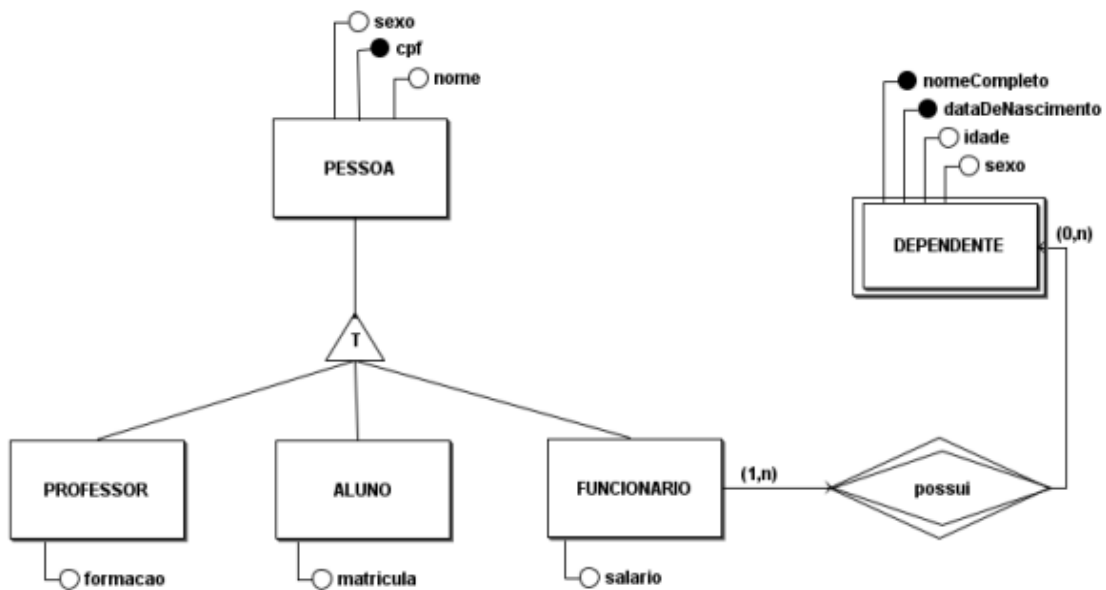 sexo
cpf
nome
PESSOA
nomeCompleto
dataDeNascimento
idade
sexo
DEPENDENTE
(0,n)
T
PROFESSOR
ALUNO
FUNCIONARIO
(1,n)
possui
formacao
matricula
salario